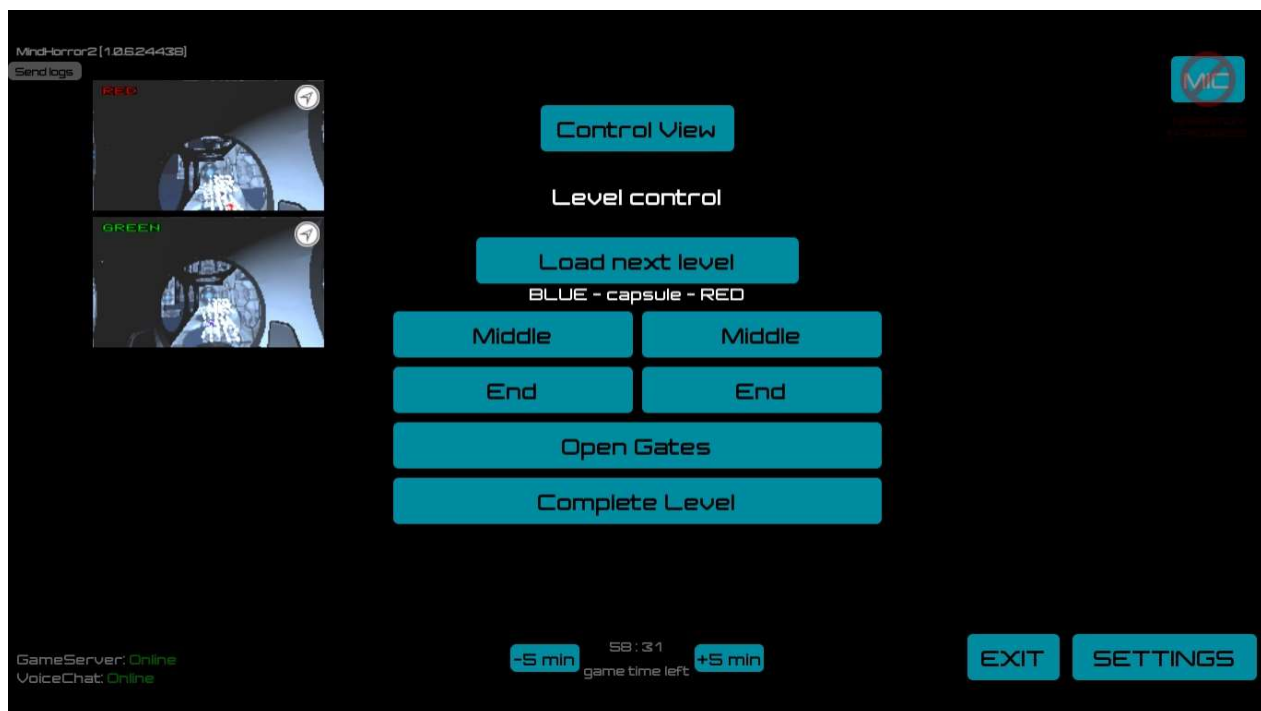 MindHorror2 [1.0.6.24438]
Send logs
RED
MIC
Control View
Level control
GREEN
Load next level
BLUE - capsule - RED
Middle Middle
End End
Open Gates
Complete Level
GameServer: Online
VoiceChat: Online
-5 min 58:31 +5 min
game time left
EXIT SETTINGS